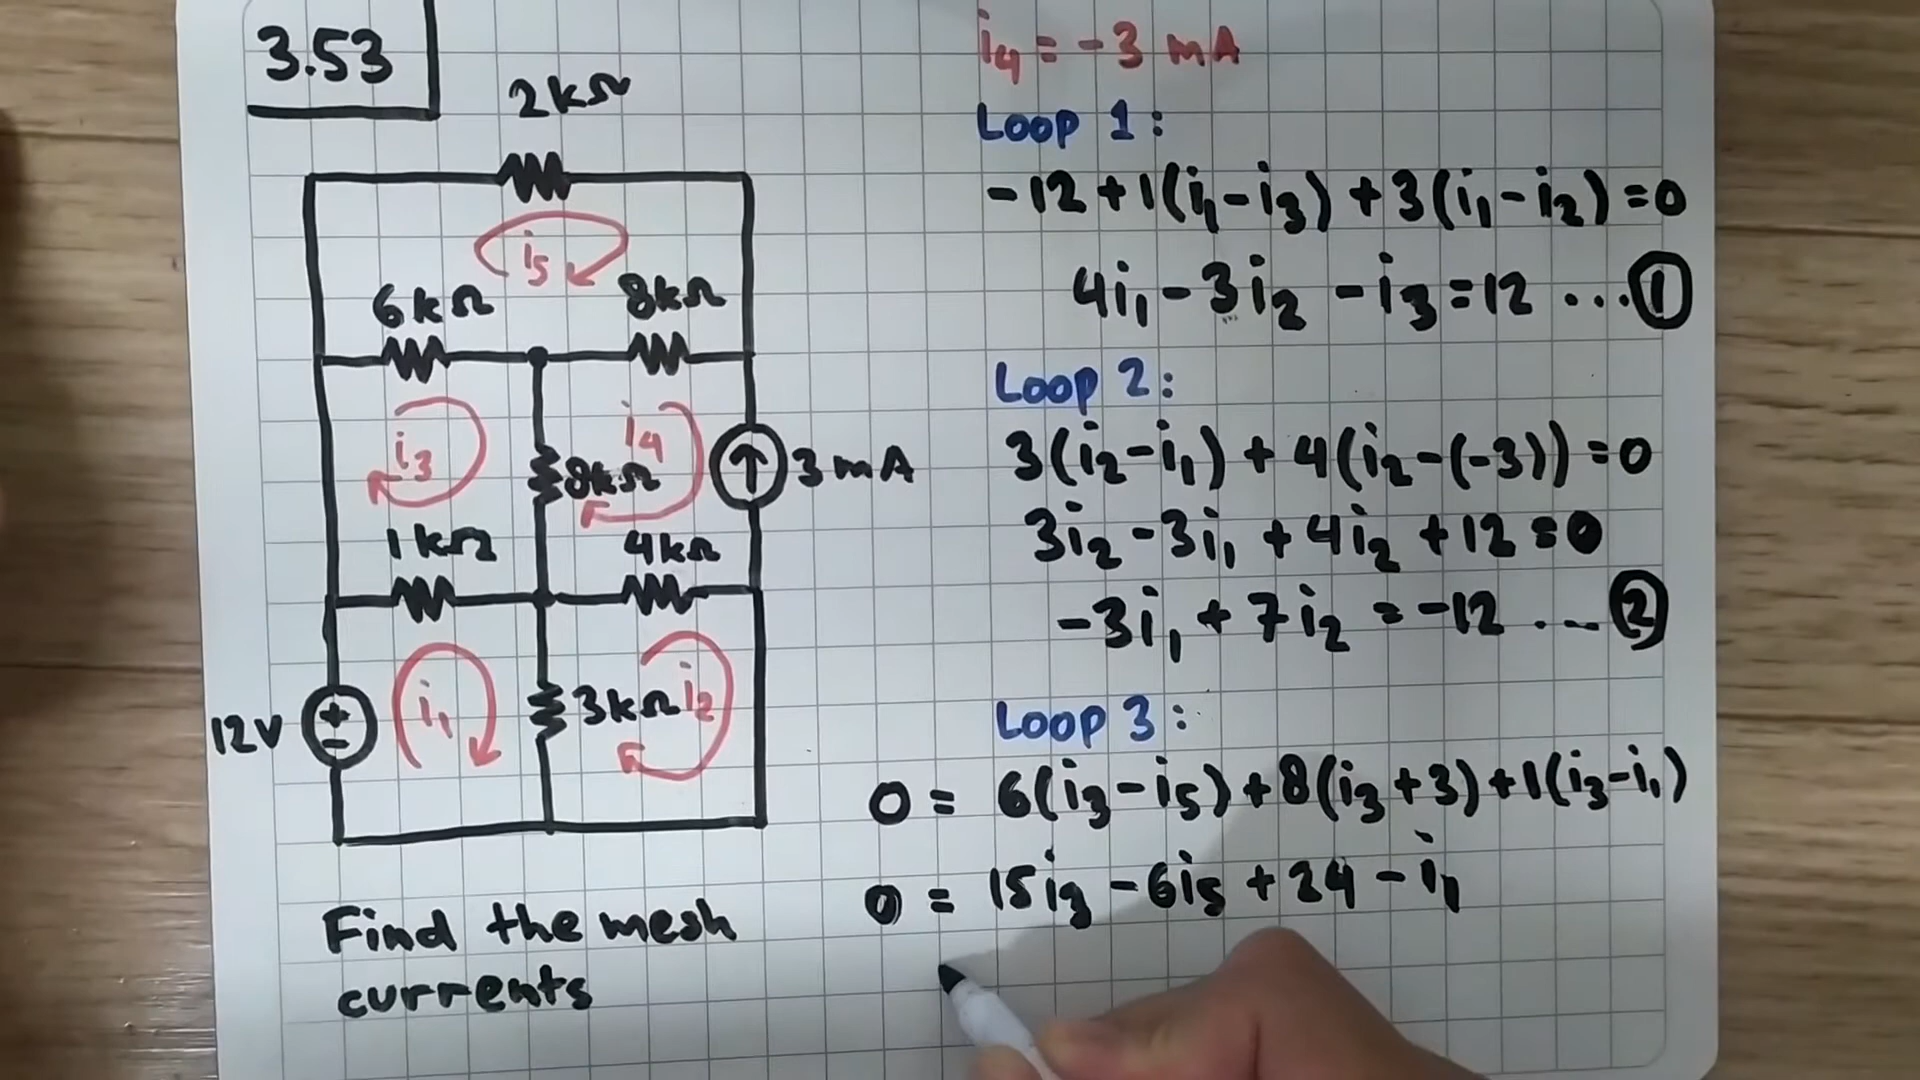 3.53
2kΩ
i5
6kΩ
8kΩ
i3
i4
8kΩ
3mA
1kΩ
4kΩ
12V
+
-
i1
3kΩ
i2
Find the mesh
currents
i4 = -3 mA
Loop 1:
-12+1(i1-i3)+3(i1-i2)=0
4i1-3i2-i3=12 ...①
Loop 2:
3(i2-i1)+4(i2-(-3))=0
3i2-3i1+4i2+12=0
-3i1+7i2=-12 ...②
Loop 3:
0 = 6(i3-i5)+8(i3+3)+1(i3-i1)
0 = 15i3-6i5+24-i1